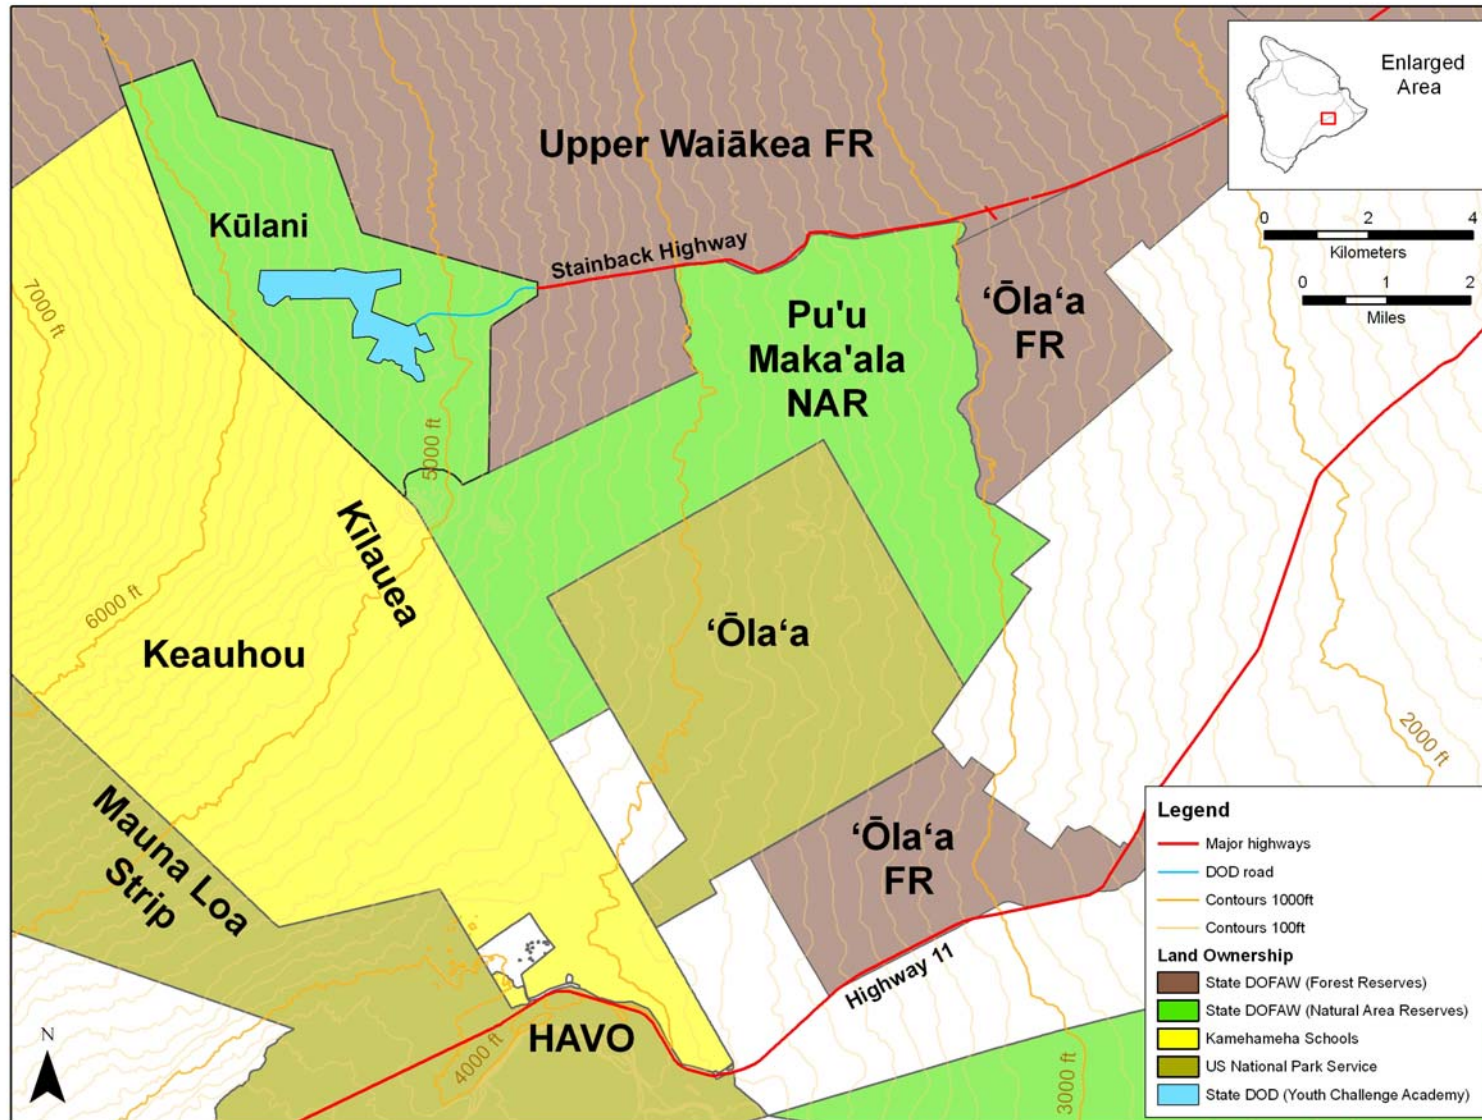 Enlarged
Area
Upper Waiākea FR
Kūlani
0 2 4
Kilometers
Stainback Highway
0 1 2
Miles
7000 ft
'Ōla'a
FR
Pu'u
Maka'ala
NAR
5000 ft
Kīlauea
6000 ft
Keauhou
'Ōla'a
2000 ft
Mauna Loa
Strip
'Ōla'a
FR
Highway 11
HAVO
4000 ft
3000 ft
N
Legend
Major highways
DOD road
Contours 1000ft
Contours 100ft
Land Ownership
State DOFAW (Forest Reserves)
State DOFAW (Natural Area Reserves)
Kamehameha Schools
US National Park Service
State DOD (Youth Challenge Academy)